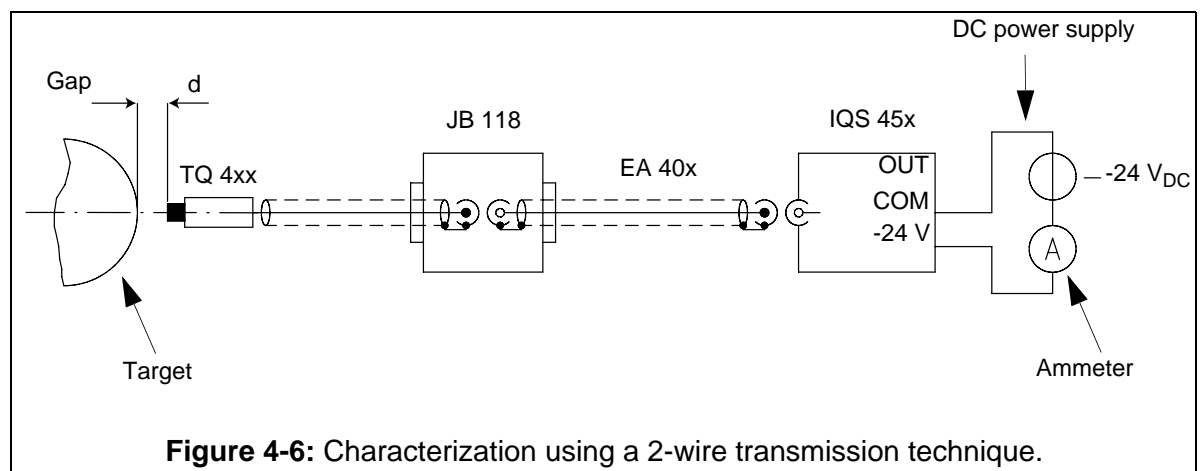 DC power supply
Gap
d
JB 118
IQS 45x
TQ 4xx
EA 40x
OUT
COM
-24 V
-24 VDC
A
Target
Ammeter
Figure 4-6: Characterization using a 2-wire transmission technique.